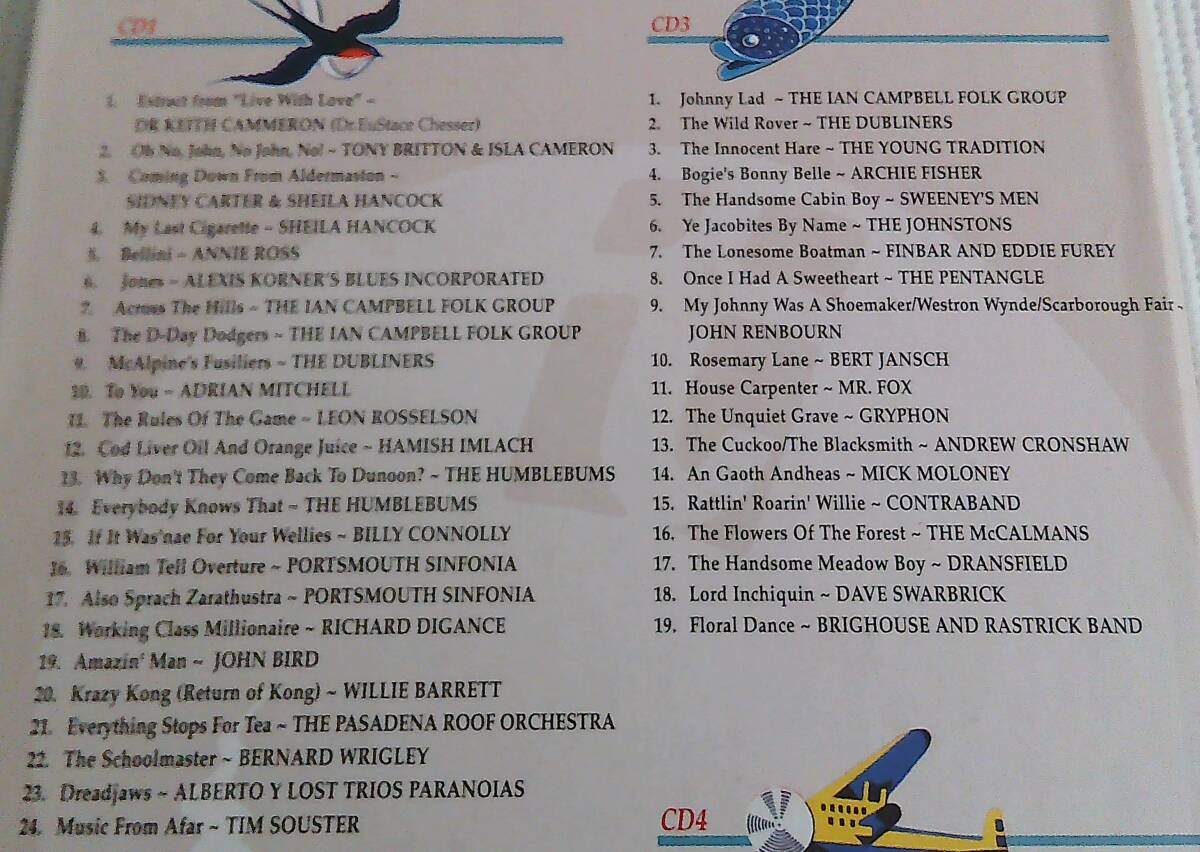 CD1
1. Extract from "Live With Love" ~
DR KEITH CAMMERON (Dr.EuStace Chesser)
2. Oh No, John, No John, No! ~ TONY BRITTON & ISLA CAMERON
3. Coming Down From Aldermaston ~
SIDNEY CARTER & SHEILA HANCOCK
4. My Last Cigarette ~ SHEILA HANCOCK
5. Bellini ~ ANNIE ROSS
6. Jones ~ ALEXIS KORNER'S BLUES INCORPORATED
7. Across The Hills ~ THE IAN CAMPBELL FOLK GROUP
8. The D-Day Dodgers ~ THE IAN CAMPBELL FOLK GROUP
9. McAlpine's Fusiliers ~ THE DUBLINERS
10. To You ~ ADRIAN MITCHELL
11. The Rules Of The Game ~ LEON ROSSELSON
12. Cod Liver Oil And Orange Juice ~ HAMISH IMLACH
13. Why Don't They Come Back To Dunoon? ~ THE HUMBLEBUMS
14. Everybody Knows That ~ THE HUMBLEBUMS
15. If It Was'nae For Your Wellies ~ BILLY CONNOLLY
16. William Tell Overture ~ PORTSMOUTH SINFONIA
17. Also Sprach Zarathustra ~ PORTSMOUTH SINFONIA
18. Working Class Millionaire ~ RICHARD DIGANCE
19. Amazin' Man ~ JOHN BIRD
20. Krazy Kong (Return of Kong) ~ WILLIE BARRETT
21. Everything Stops For Tea ~ THE PASADENA ROOF ORCHESTRA
22. The Schoolmaster ~ BERNARD WRIGLEY
23. Dreadjaws ~ ALBERTO Y LOST TRIOS PARANOIAS
24. Music From Afar ~ TIM SOUSTER
CD3
1. Johnny Lad ~ THE IAN CAMPBELL FOLK GROUP
2. The Wild Rover ~ THE DUBLINERS
3. The Innocent Hare ~ THE YOUNG TRADITION
4. Bogie's Bonny Belle ~ ARCHIE FISHER
5. The Handsome Cabin Boy ~ SWEENEY'S MEN
6. Ye Jacobites By Name ~ THE JOHNSTONS
7. The Lonesome Boatman ~ FINBAR AND EDDIE FUREY
8. Once I Had A Sweetheart ~ THE PENTANGLE
9. My Johnny Was A Shoemaker/Westron Wynde/Scarborough Fair ~
JOHN RENBOURN
10. Rosemary Lane ~ BERT JANSCH
11. House Carpenter ~ MR. FOX
12. The Unquiet Grave ~ GRYPHON
13. The Cuckoo/The Blacksmith ~ ANDREW CRONSHAW
14. An Gaoth Andheas ~ MICK MOLONEY
15. Rattlin' Roarin' Willie ~ CONTRABAND
16. The Flowers Of The Forest ~ THE McCALMANS
17. The Handsome Meadow Boy ~ DRANSFIELD
18. Lord Inchiquin ~ DAVE SWARBRICK
19. Floral Dance ~ BRIGHOUSE AND RASTRICK BAND
CD4